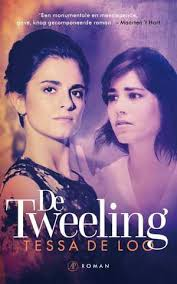 „Een monumentale en meeslepende,
gave, knap gecomponeerde roman” – Maarten 't Hart
De
Tweeling
TESSA DE LOO
ROMAN